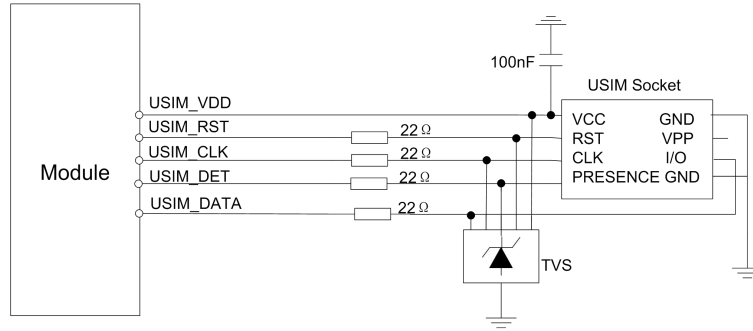 100nF
USIM Socket
USIM_VDD
USIM_RST
22Ω
USIM_CLK
22Ω
USIM_DET
22Ω
USIM_DATA
22Ω
Module
VCC GND
RST VPP
CLK I/O
PRESENCE GND
TVS